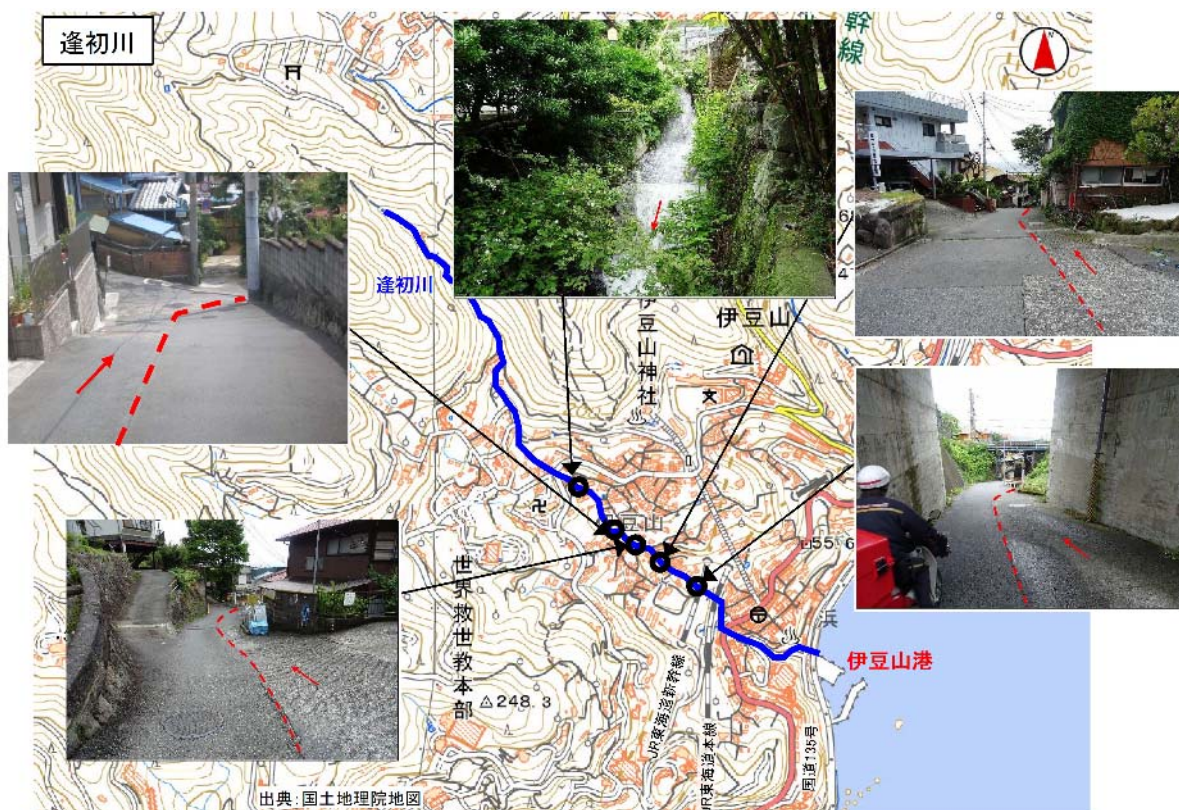 逢初川
幹線
逢初川
伊豆山神社
伊豆山
伊豆山
世界救世教本部
△248.3
55.6
浜
伊豆山港
JR東海道新幹線
JR東海道本線
国道135号
出典：国土地理院地図